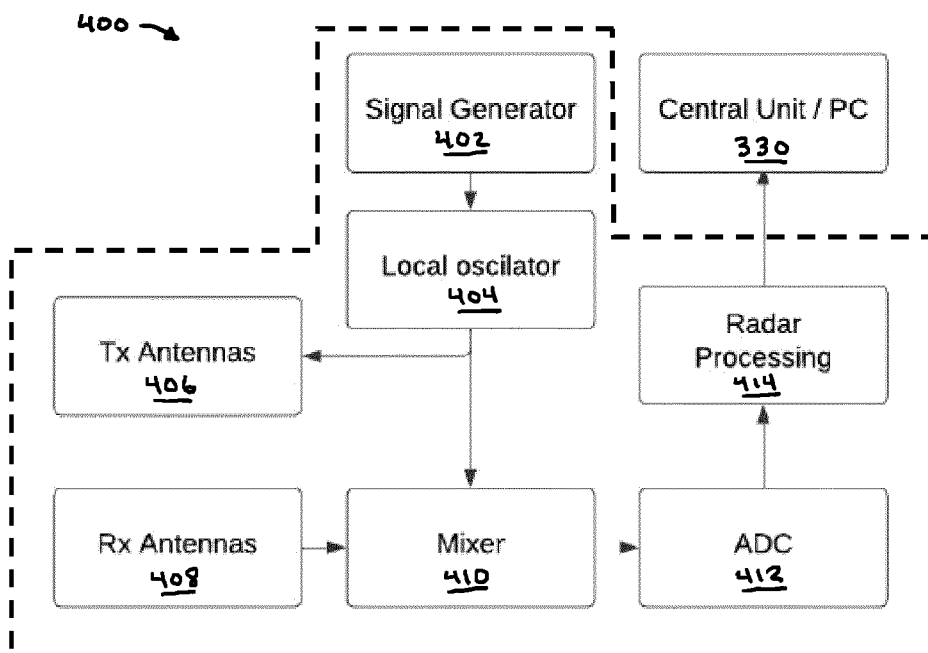 400
Signal Generator
402
Central Unit / PC
330
Local oscilator
404
Tx Antennas
406
Radar
Processing
414
Rx Antennas
408
Mixer
410
ADC
412